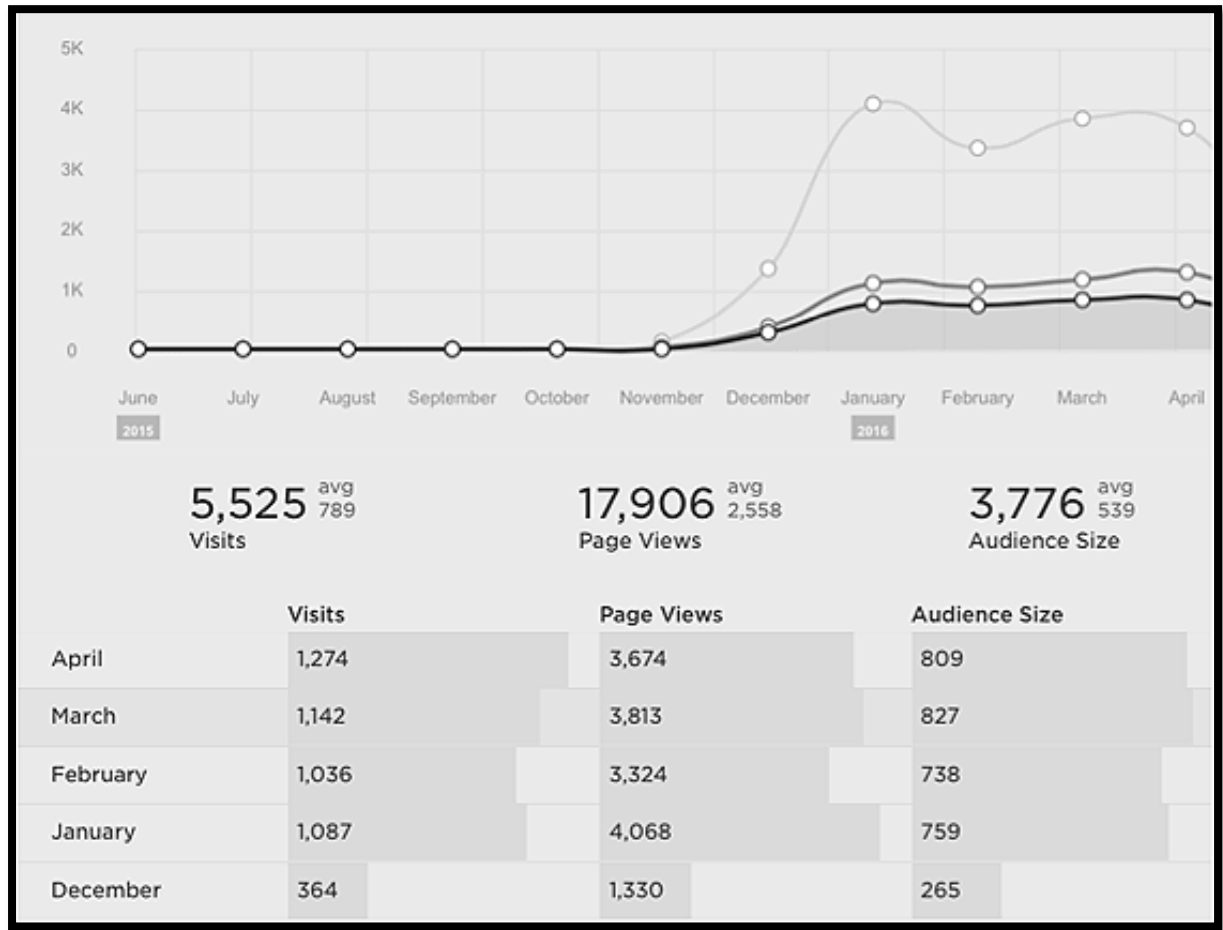 5K
4K
3K
2K
1K
0
June July August September October November December January February March April
2015 2016
5,525 avg 789
Visits
17,906 avg 2,558
Page Views
3,776 avg 539
Audience Size
Visits Page Views Audience Size
April 1,274 3,674 809
March 1,142 3,813 827
February 1,036 3,324 738
January 1,087 4,068 759
December 364 1,330 265